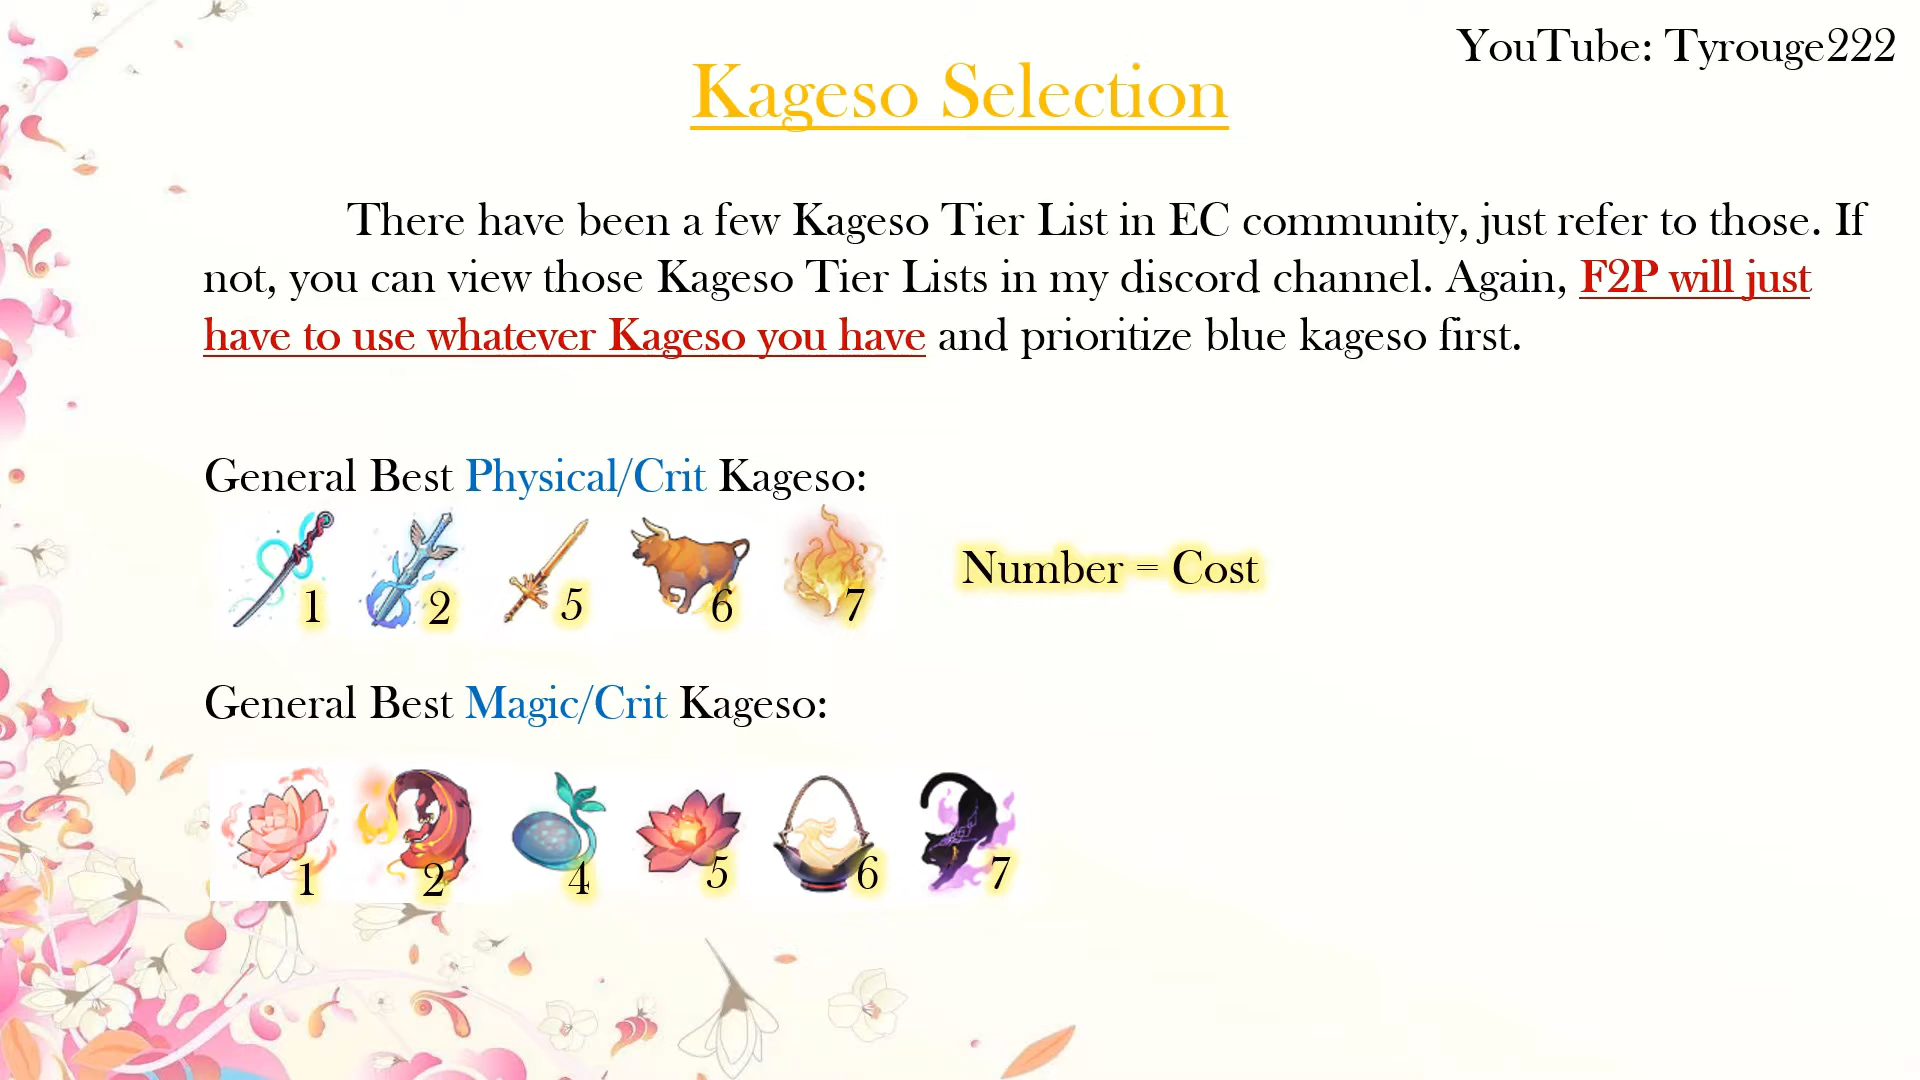 YouTube: Tyrouge222
Kageso Selection
There have been a few Kageso Tier List in EC community, just refer to those. If
not, you can view those Kageso Tier Lists in my discord channel. Again, F2P will just
have to use whatever Kageso you have and prioritize blue kageso first.
General Best Physical/Crit Kageso:
1 2 5 6 7
Number = Cost
General Best Magic/Crit Kageso:
1 2 4 5 6 7